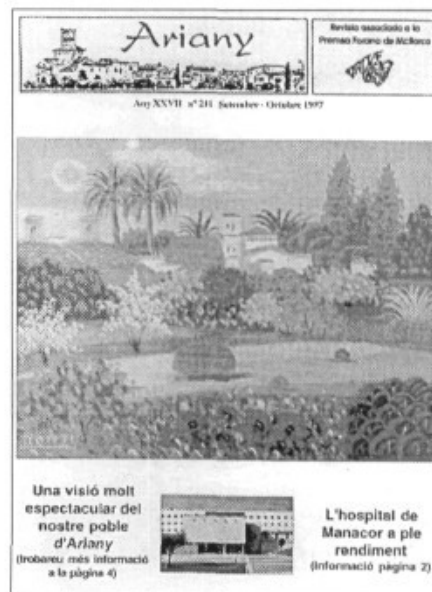 Ariany
Revista associada a la
Premsa Forana de Mallorca
Any XXVII nº 211 Setembre - Octubre 1997
Una visió molt
espectacular del
nostre poble
d'Ariany
(trobareu més informació
a la pàgina 4)
L'hospital de
Manacor a ple
rendiment
(informació pàgina 2)